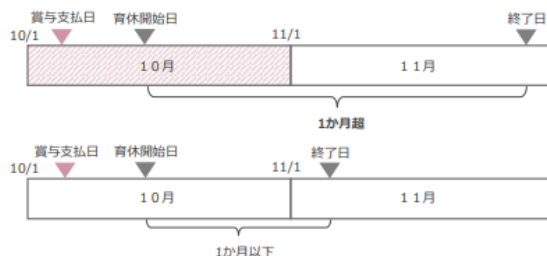 賞与支払日 育休開始日 終了日
10/1 11/1
10月 11月
1か月超
賞与支払日 育休開始日 終了日
10/1 11/1
10月 11月
1か月以下